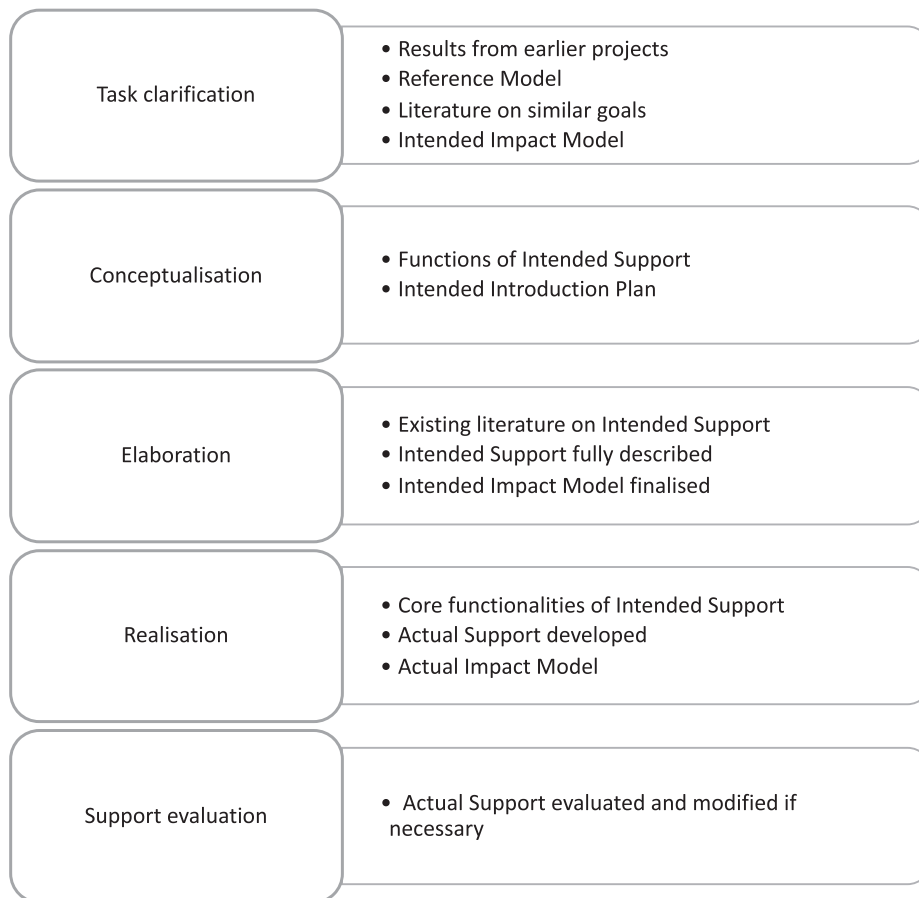 Task clarification
• Results from earlier projects
• Reference Model
• Literature on similar goals
• Intended Impact Model
Conceptualisation
• Functions of Intended Support
• Intended Introduction Plan
Elaboration
• Existing literature on Intended Support
• Intended Support fully described
• Intended Impact Model finalised
Realisation
• Core functionalities of Intended Support
• Actual Support developed
• Actual Impact Model
Support evaluation
• Actual Support evaluated and modified if
necessary